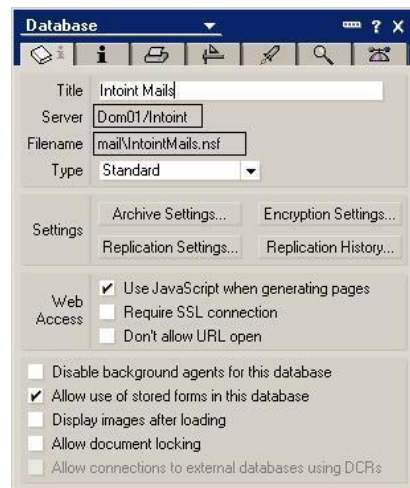 Database ? X
i i
Title Intoint Mails
Server Dom01/Intoint
Filename mail\IntointMails.nsf
Type Standard
Archive Settings... Encryption Settings...
Settings
Replication Settings... Replication History...
Use JavaScript when generating pages
Web Access Require SSL connection
Don't allow URL open
Disable background agents for this database
Allow use of stored forms in this database
Display images after loading
Allow document locking
Allow connections to external databases using DCRs